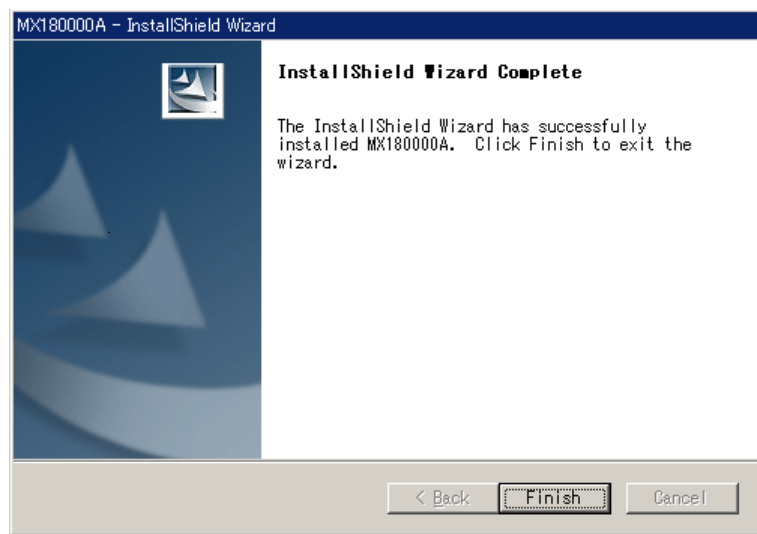 MX180000A - InstallShield Wizard
InstallShield Wizard Complete
The InstallShield Wizard has successfully
installed MX180000A. Click Finish to exit the
wizard.
< Back
Finish
Cancel